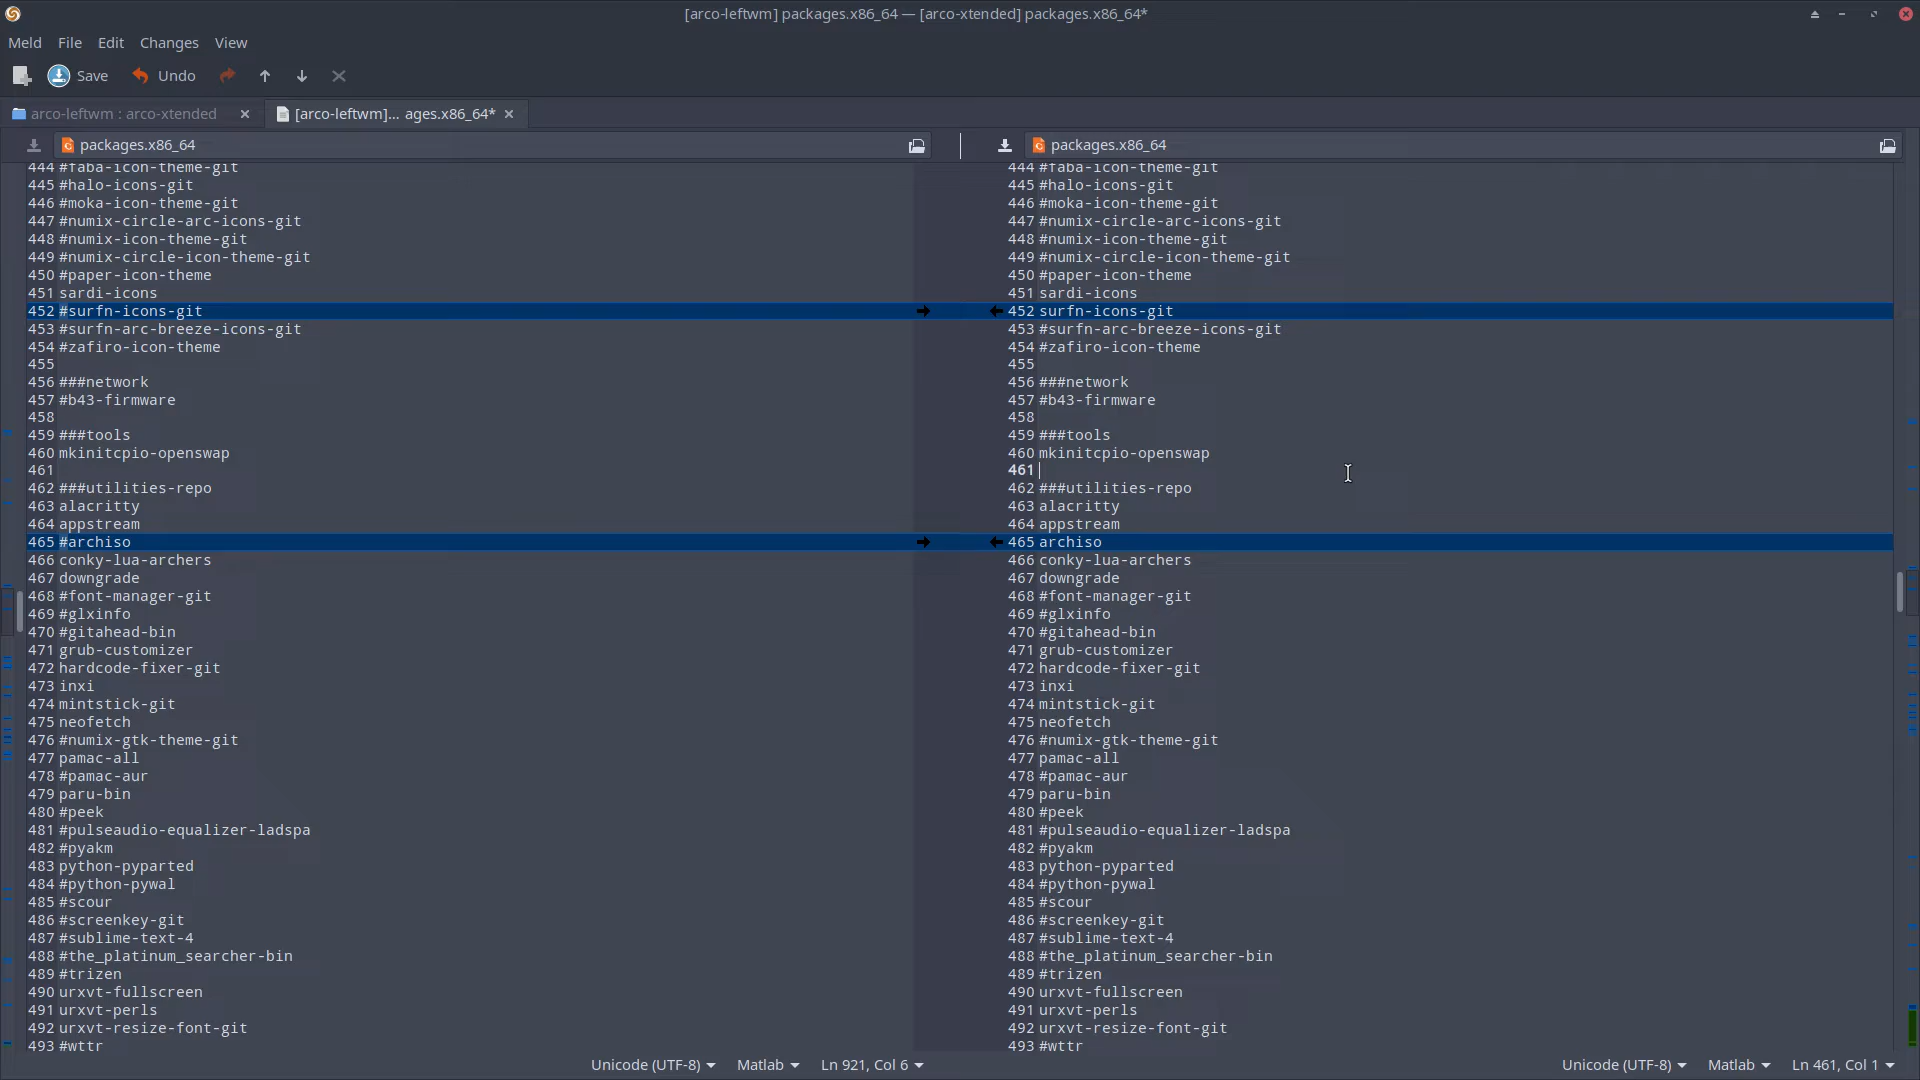 [arco-leftwm] packages.x86_64 — [arco-xtended] packages.x86_64*
Meld File Edit Changes View
Save Undo
arco-leftwm : arco-xtended
[arco-leftwm]... ages.x86_64*
packages.x86_64
444 #faba-icon-theme-git
445 #halo-icons-git
446 #moka-icon-theme-git
447 #numix-circle-arc-icons-git
448 #numix-icon-theme-git
449 #numix-circle-icon-theme-git
450 #paper-icon-theme
451 sardi-icons
452 #surfn-icons-git
453 #surfn-arc-breeze-icons-git
454 #zafiro-icon-theme
455
456 ###network
457 #b43-firmware
458
459 ###tools
460 mkinitcpio-openswap
461
462 ###utilities-repo
463 alacritty
464 appstream
465 #archiso
466 conky-lua-archers
467 downgrade
468 #font-manager-git
469 #glxinfo
470 #gitahead-bin
471 grub-customizer
472 hardcode-fixer-git
473 inxi
474 mintstick-git
475 neofetch
476 #numix-gtk-theme-git
477 pamac-all
478 #pamac-aur
479 paru-bin
480 #peek
481 #pulseaudio-equalizer-ladspa
482 #pyakm
483 python-pyparted
484 #python-pywal
485 #scour
486 #screenkey-git
487 #sublime-text-4
488 #the_platinum_searcher-bin
489 #trizen
490 urxvt-fullscreen
491 urxvt-perls
492 urxvt-resize-font-git
493 #wttr
Unicode (UTF-8) Matlab Ln 921, Col 6
packages.x86_64
444 #faba-icon-theme-git
445 #halo-icons-git
446 #moka-icon-theme-git
447 #numix-circle-arc-icons-git
448 #numix-icon-theme-git
449 #numix-circle-icon-theme-git
450 #paper-icon-theme
451 sardi-icons
452 surfn-icons-git
453 #surfn-arc-breeze-icons-git
454 #zafiro-icon-theme
455
456 ###network
457 #b43-firmware
458
459 ###tools
460 mkinitcpio-openswap
461
462 ###utilities-repo
463 alacritty
464 appstream
465 archiso
466 conky-lua-archers
467 downgrade
468 #font-manager-git
469 #glxinfo
470 #gitahead-bin
471 grub-customizer
472 hardcode-fixer-git
473 inxi
474 mintstick-git
475 neofetch
476 #numix-gtk-theme-git
477 pamac-all
478 #pamac-aur
479 paru-bin
480 #peek
481 #pulseaudio-equalizer-ladspa
482 #pyakm
483 python-pyparted
484 #python-pywal
485 #scour
486 #screenkey-git
487 #sublime-text-4
488 #the_platinum_searcher-bin
489 #trizen
490 urxvt-fullscreen
491 urxvt-perls
492 urxvt-resize-font-git
493 #wttr
Unicode (UTF-8) Matlab Ln 461, Col 1